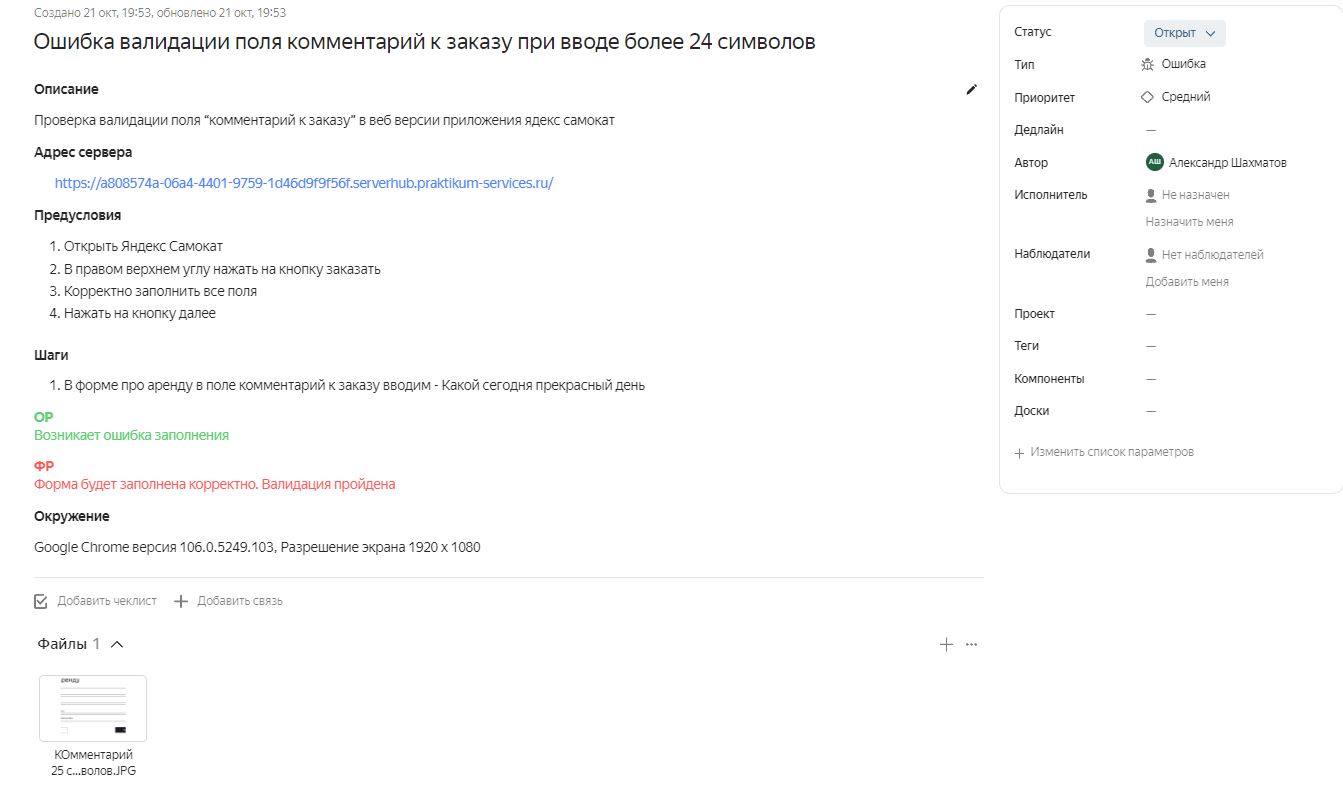 Создано 21 окт, 19:53, обновлено 21 окт, 19:53
Ошибка валидации поля комментарий к заказу при вводе более 24 символов
Описание
Проверка валидации поля “комментарий к заказу” в веб версии приложения ядекс самокат
Адрес сервера
https://a808574a-06a4-4401-9759-1d46d9f9f56f.serverhub.praktikum-services.ru/
Предусловия
1. Открыть Яндекс Самокат
2. В правом верхнем углу нажать на кнопку заказать
3. Корректно заполнить все поля
4. Нажать на кнопку далее
Шаги
1. В форме про аренду в поле комментарий к заказу вводим - Какой сегодня прекрасный день
ОР
Возникает ошибка заполнения
ФР
Форма будет заполнена корректно. Валидация пройдена
Окружение
Google Chrome версия 106.0.5249.103, Разрешение экрана 1920 x 1080
Добавить чеклист Добавить связь
Файлы 1
ренду
КОмментарий
25 с...волов.JPG
Статус Открыт
Тип Ошибка
Приоритет Средний
Дедлайн —
Автор АШ Александр Шахматов
Исполнитель Не назначен
Назначить меня
Наблюдатели Нет наблюдателей
Добавить меня
Проект —
Теги —
Компоненты —
Доски —
Изменить список параметров